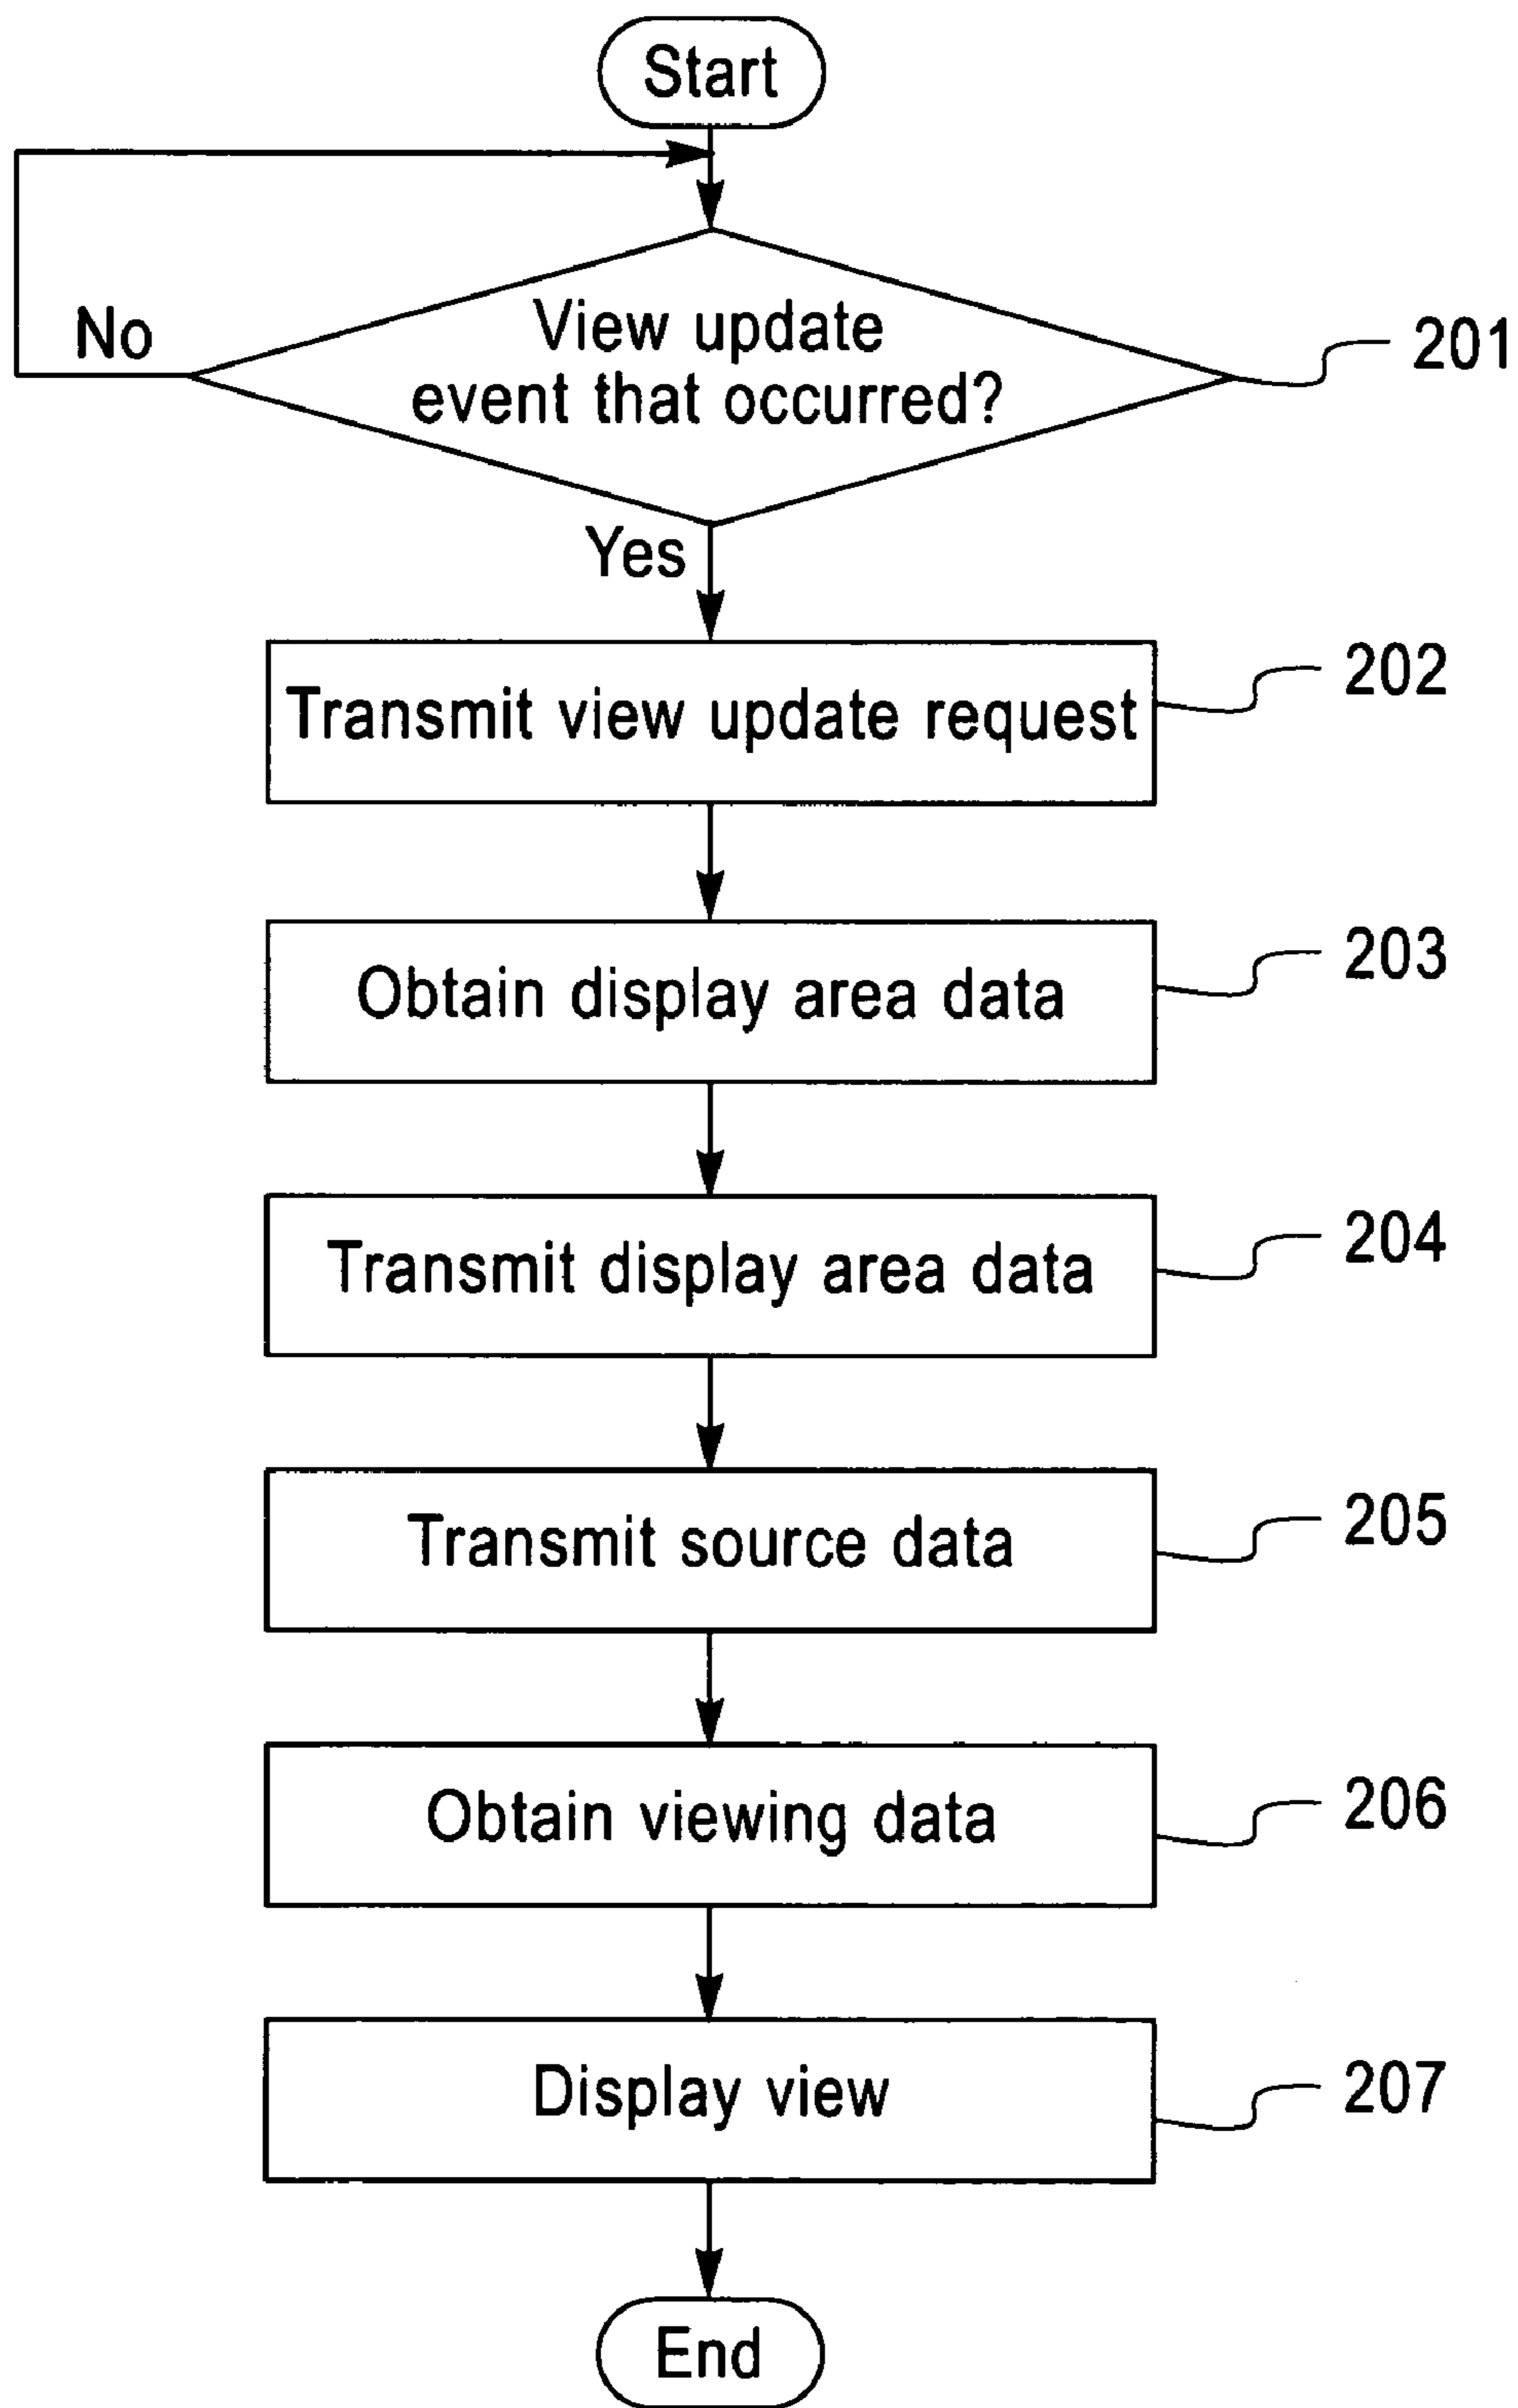 Start
No
View update
event that occurred?
201
Yes
Transmit view update request
202
Obtain display area data
203
Transmit display area data
204
Transmit source data
205
Obtain viewing data
206
Display view
207
End